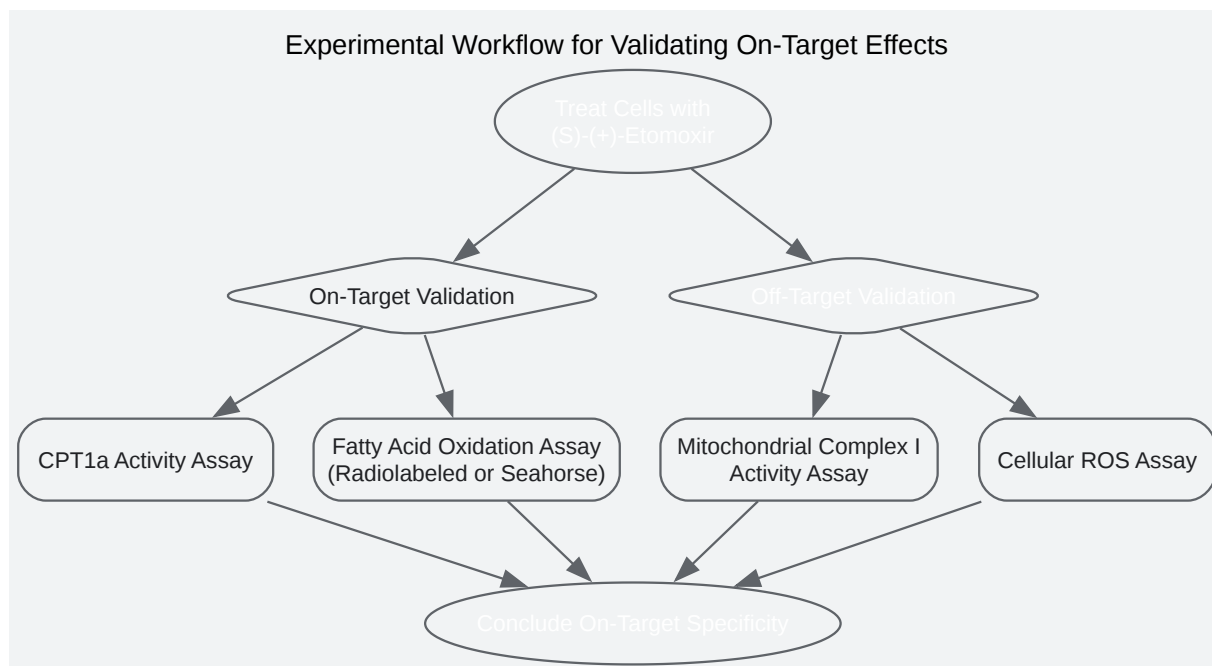 Experimental Workflow for Validating On-Target Effects
Treat Cells with
(S)-(+)-Etomoxir
On-Target Validation
Off-Target Validation
CPT1a Activity Assay
Fatty Acid Oxidation Assay
(Radiolabeled or Seahorse)
Mitochondrial Complex I
Activity Assay
Cellular ROS Assay
Conclude On-Target Specificity